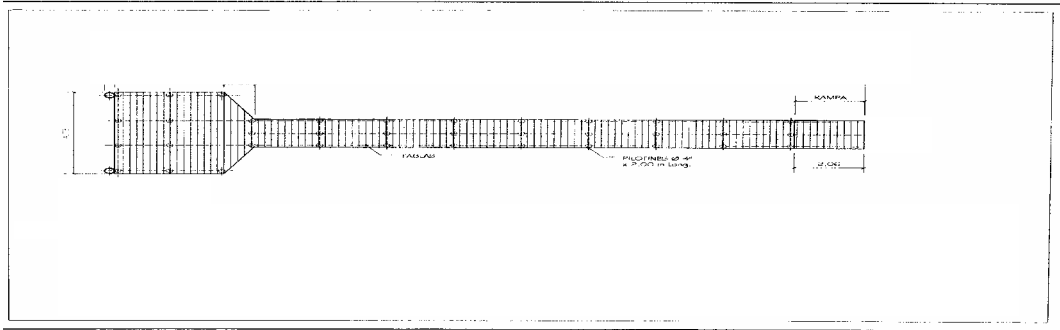 RAMPA
TABLAS
PILOTINES Ø 4"
x 2.00 m Long.
2.00